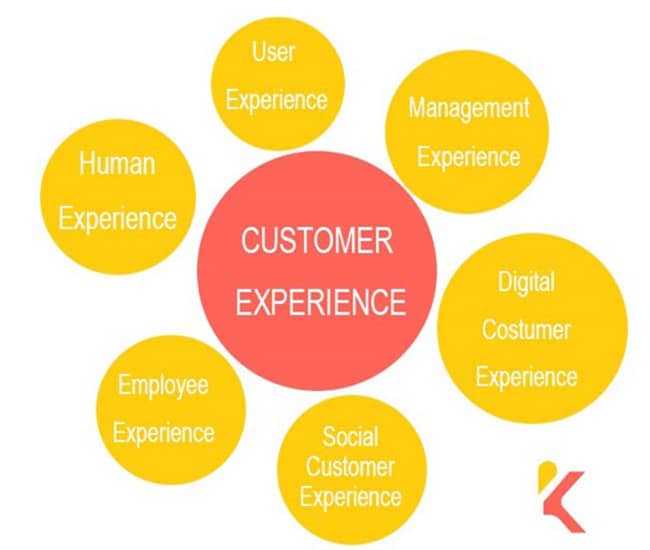 User
Experience
Management
Experience
Human
Experience
CUSTOMER
EXPERIENCE
Digital
Costumer
Experience
Employee
Experience
Social
Customer
Experience